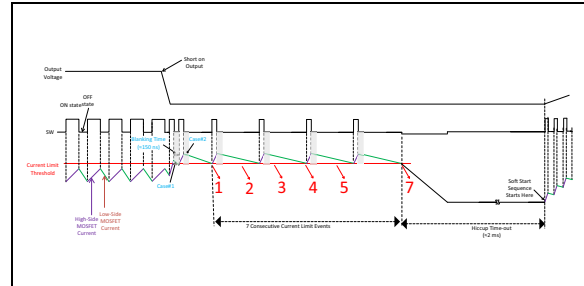 Short on
Output
Output
Voltage
OFF
state
ON state
Blanking Time
(≈150 ns)
Case#2
SW
Current Limit
Threshold
Case#1
1
2
3
4
5
7
High-Side
MOSFET
Current
Low-Side
MOSFET
Current
Soft Start
Sequence
Starts Here
7 Consecutive Current Limit Events
Hiccup Time-out
(≈2 ms)